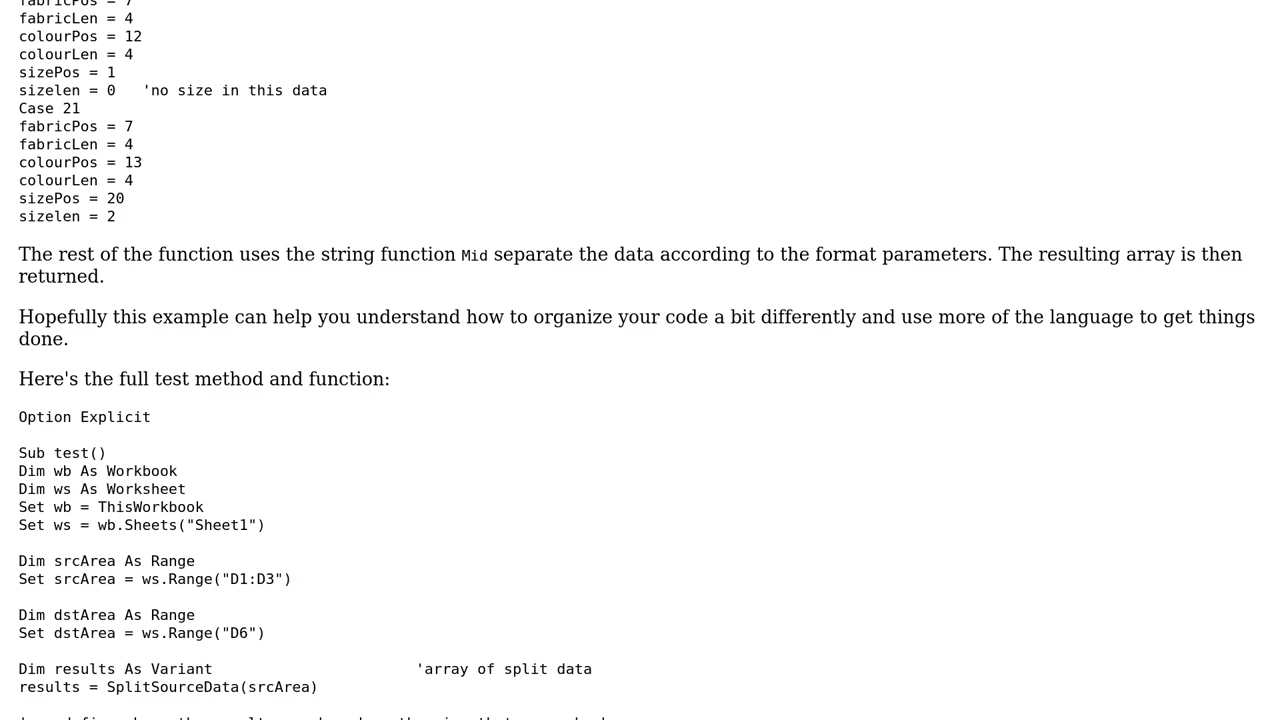 fabricPos = 7
fabricLen = 4
colourPos = 12
colourLen = 4
sizePos = 1
sizelen = 0   'no size in this data
Case 21
fabricPos = 7
fabricLen = 4
colourPos = 13
colourLen = 4
sizePos = 20
sizelen = 2
The rest of the function uses the string function Mid separate the data according to the format parameters. The resulting array is then
returned.
Hopefully this example can help you understand how to organize your code a bit differently and use more of the language to get things
done.
Here's the full test method and function:
Option Explicit
Sub test()
Dim wb As Workbook
Dim ws As Worksheet
Set wb = ThisWorkbook
Set ws = wb.Sheets("Sheet1")
Dim srcArea As Range
Set srcArea = ws.Range("D1:D3")
Dim dstArea As Range
Set dstArea = ws.Range("D6")
Dim results As Variant                       'array of split data
results = SplitSourceData(srcArea)